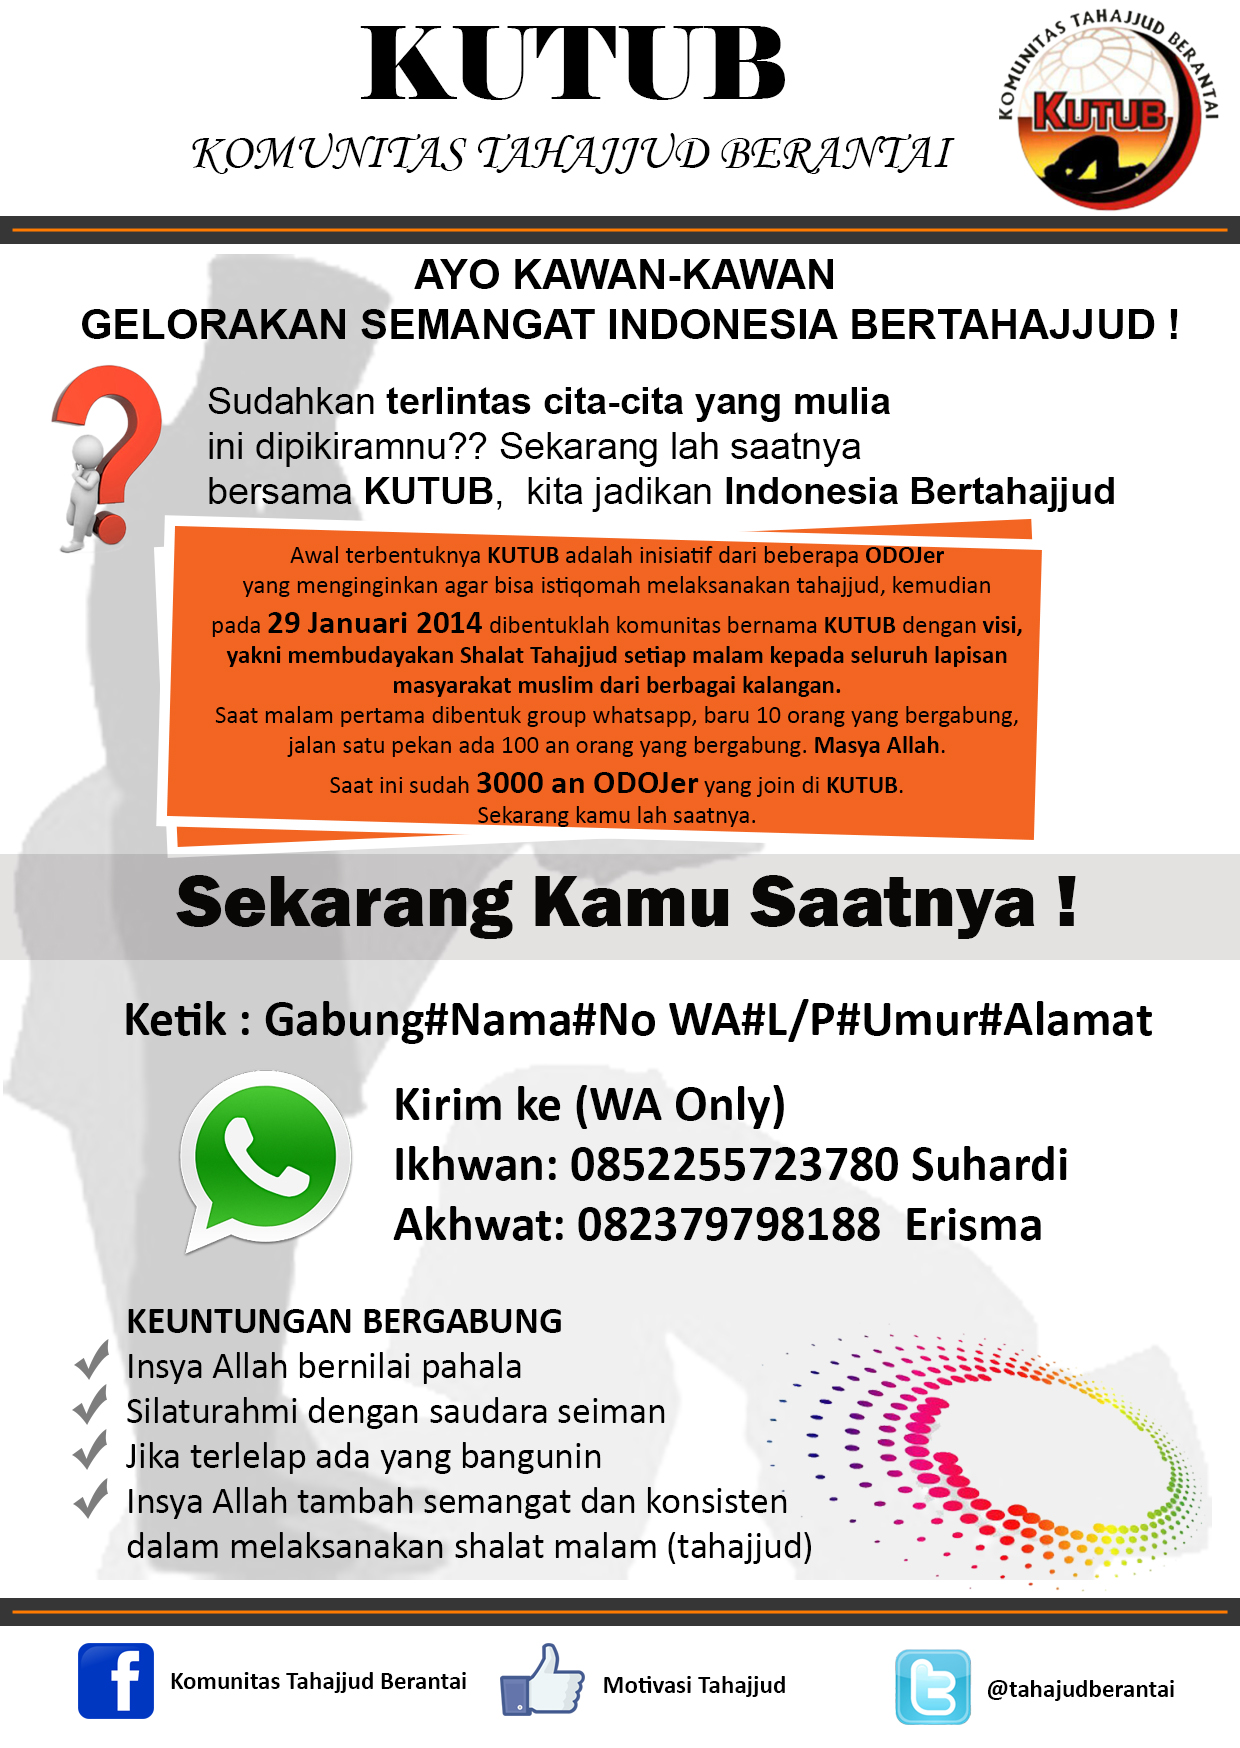 KUTUB
KOMUNITAS TAHAJJUD BERANTAI
KOMUNITAS TAHAJJUD BERANTAI
KUTUB
AYO KAWAN-KAWAN
GELORAKAN SEMANGAT INDONESIA BERTAHAJJUD !
Sudahkan terlintas cita-cita yang mulia
ini dipikiramnu?? Sekarang lah saatnya
bersama KUTUB, kita jadikan Indonesia Bertahajjud
Awal terbentuknya KUTUB adalah inisiatif dari beberapa ODOJer
yang menginginkan agar bisa istiqomah melaksanakan tahajjud, kemudian
pada 29 Januari 2014 dibentuklah komunitas bernama KUTUB dengan visi,
yakni membudayakan Shalat Tahajjud setiap malam kepada seluruh lapisan
masyarakat muslim dari berbagai kalangan.
Saat malam pertama dibentuk group whatsapp, baru 10 orang yang bergabung,
jalan satu pekan ada 100 an orang yang bergabung. Masya Allah.
Saat ini sudah 3000 an ODOJer yang join di KUTUB.
Sekarang kamu lah saatnya.
Sekarang Kamu Saatnya !
Ketik : Gabung#Nama#No WA#L/P#Umur#Alamat
Kirim ke (WA Only)
Ikhwan: 0852255723780 Suhardi
Akhwat: 082379798188 Erisma
KEUNTUNGAN BERGABUNG
Insya Allah bernilai pahala
Silaturahmi dengan saudara seiman
Jika terlelap ada yang bangunin
Insya Allah tambah semangat dan konsisten
dalam melaksanakan shalat malam (tahajjud)
Komunitas Tahajjud Berantai
Motivasi Tahajjud
@tahajudberantai